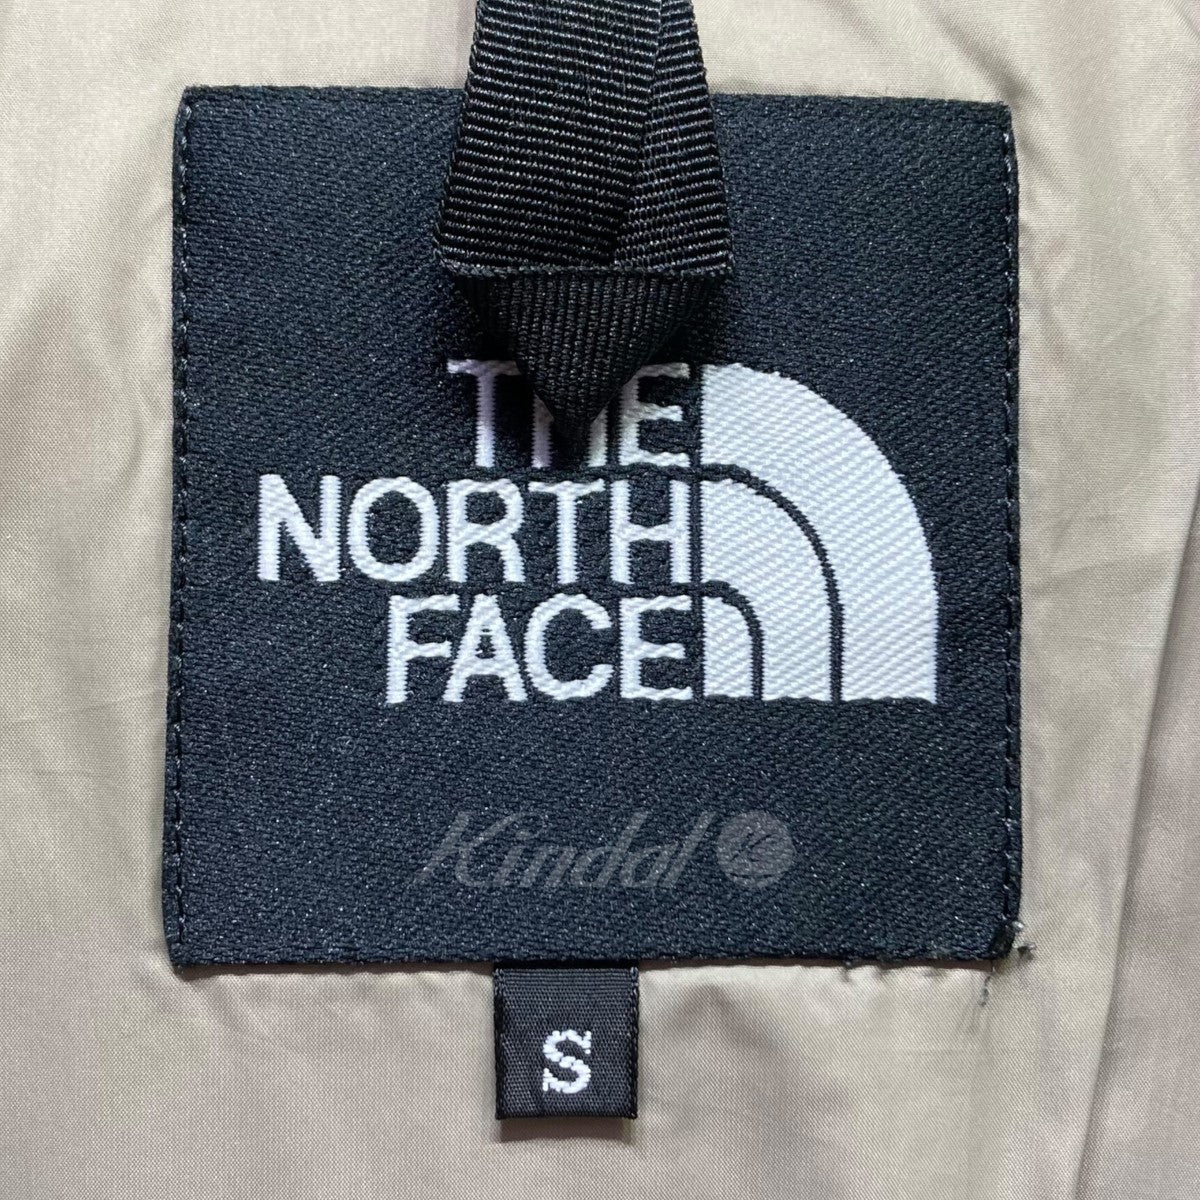 THE
NORTH
FACE
Kindal
S